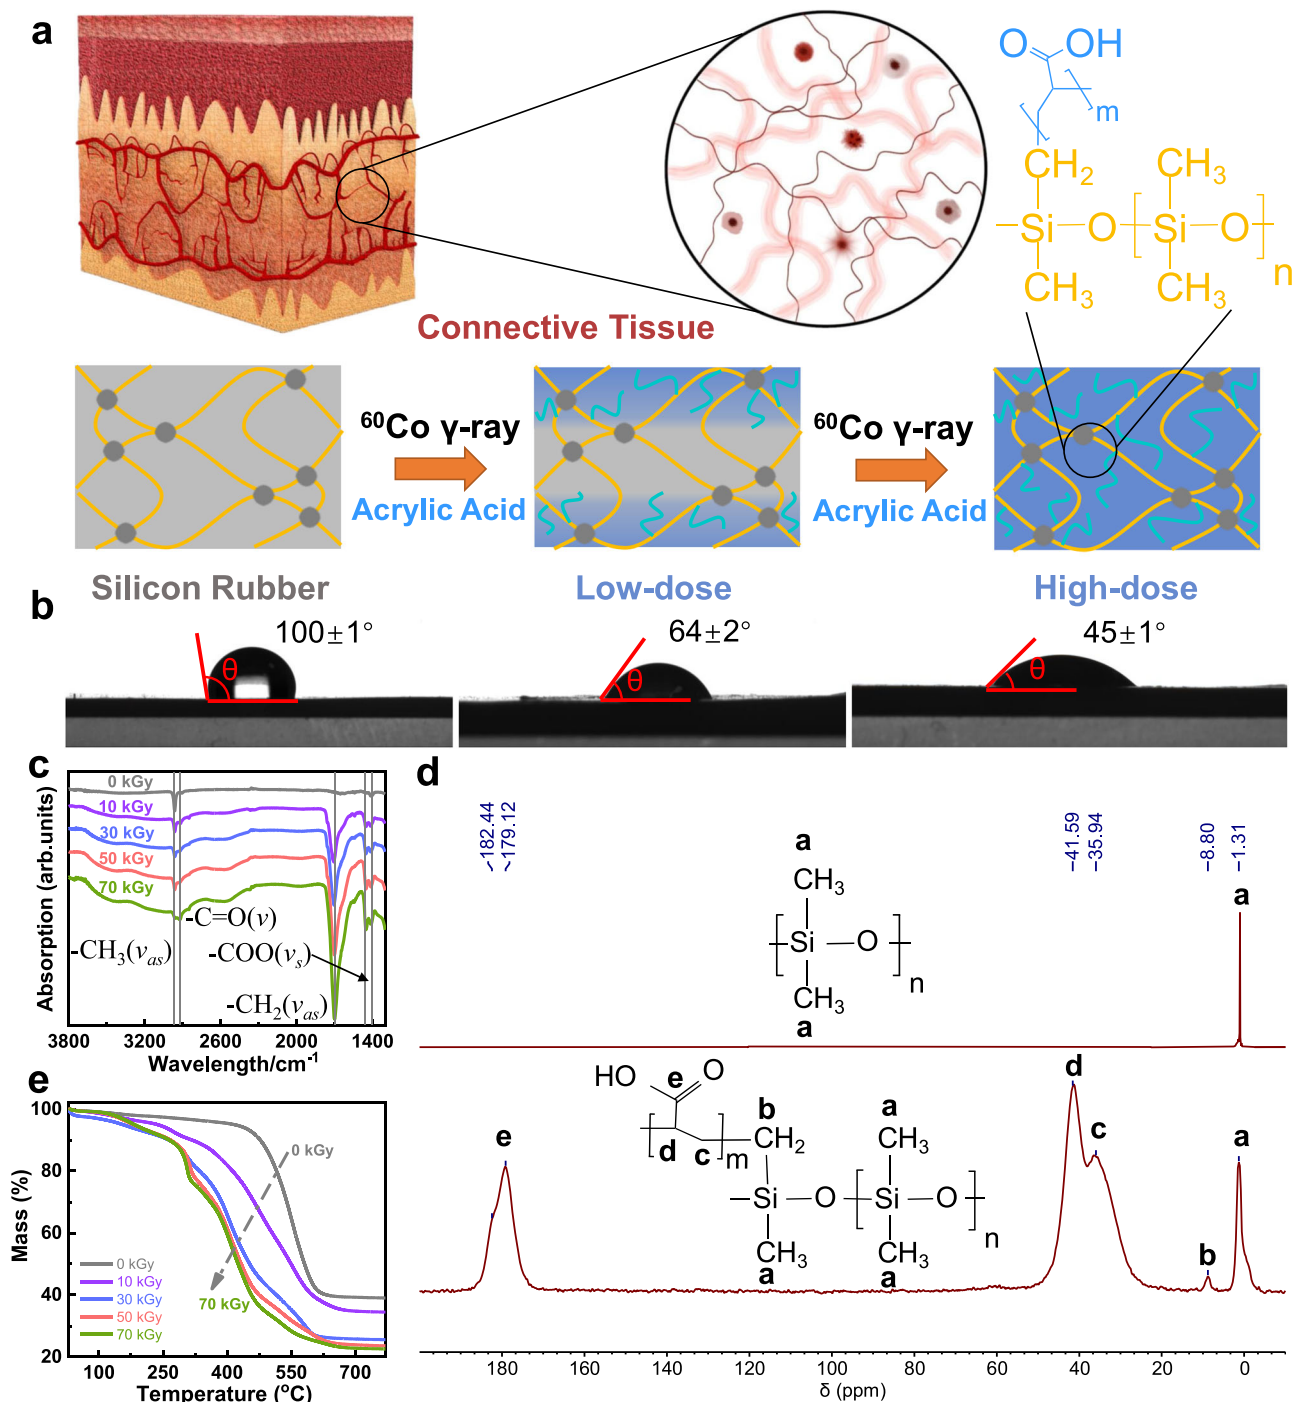 a
O
OH
m
CH2
CH3
Si
O
Si
O
n
CH3
CH3
Connective Tissue
60Co γ-ray
Acrylic Acid
60Co γ-ray
Acrylic Acid
Silicon Rubber
Low-dose
High-dose
b
100±1°
64±2°
45±1°
θ
θ
θ
c
0 kGy
10 kGy
30 kGy
50 kGy
70 kGy
-C=O(v)
-CH3(vas)
-COO(vs)
-CH2(vas)
Absorption (arb.units)
3800 3200 2600 2000 1400
Wavelength/cm-1
d
182.44
179.12
41.59
35.94
8.80
1.31
a
CH3
Si
O
n
CH3
a
a
HO
O
e
d
c
m
b
CH2
a
CH3
Si
O
Si
O
n
CH3
CH3
a
a
e
d
c
b
a
180 160 140 120 100 80 60 40 20 0
δ (ppm)
e
100
80
60
40
20
Mass (%)
0 kGy
70 kGy
0 kGy
10 kGy
30 kGy
50 kGy
70 kGy
100 250 400 550 700
Temperature (oC)